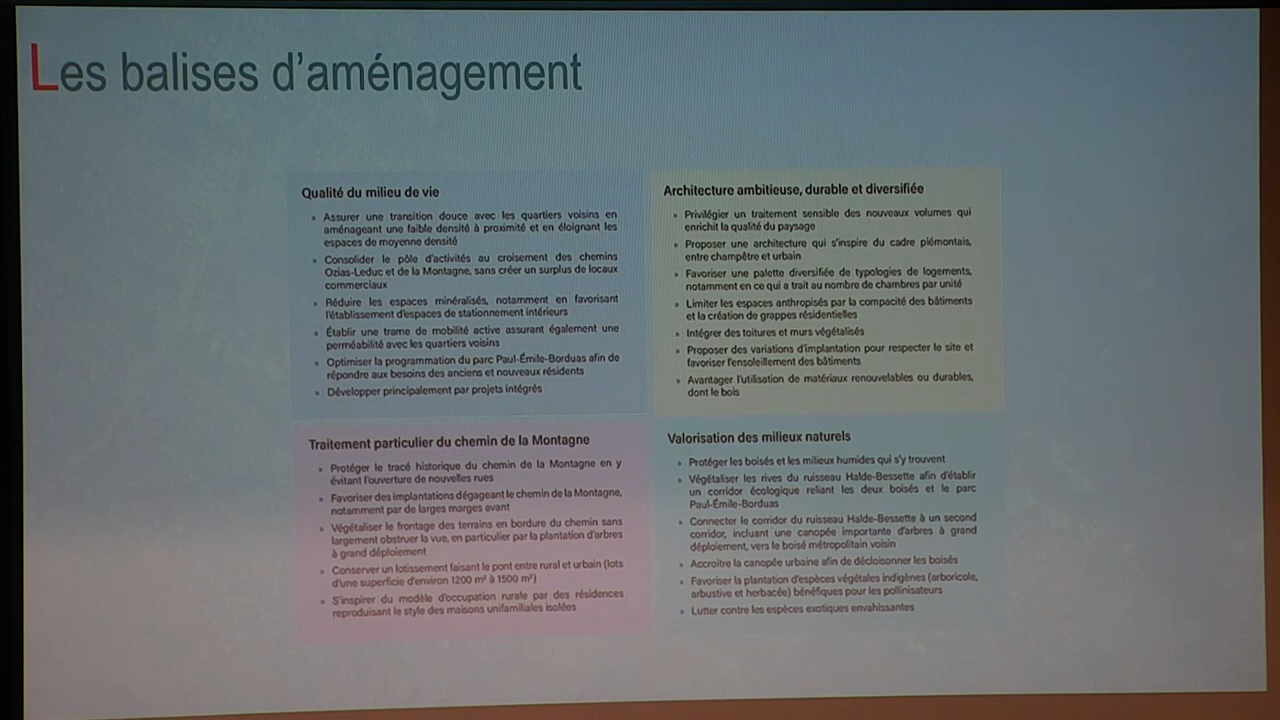 Les balises d'aménagement
Qualité du milieu de vie
» Assurer une transition douce avec les quartiers voisins en
aménageant une faible densité à proximité et en éloignant les
espaces de moyenne densité
» Consolider le pôle d'activités au croisement des chemins
Ozias-Leduc et de la Montagne, sans créer un surplus de locaux
commerciaux
» Réduire les espaces minéralisés, notamment en favorisant
l'établissement d'espaces de stationnement intérieurs
» Établir une trame de mobilité active assurant également une
perméabilité avec les quartiers voisins
» Optimiser la programmation du parc Paul-Émile-Borduas afin de
répondre aux besoins des anciens et nouveaux résidents
» Développer principalement par projets intégrés
Architecture ambitieuse, durable et diversifiée
» Privilégier un traitement sensible des nouveaux volumes qui
enrichit la qualité du paysage
» Proposer une architecture qui s'inspire du cadre piémontais,
entre champêtre et urbain
» Favoriser une palette diversifiée de typologies de logements,
notamment en ce qui a trait au nombre de chambres par unité
» Limiter les espaces anthropisés par la compacité des bâtiments
et la création de grappes résidentielles
» Intégrer des toitures et murs végétalisés
» Proposer des variations d'implantation pour respecter le site et
favoriser l'ensoleillement des bâtiments
» Avantager l'utilisation de matériaux renouvelables ou durables,
dont le bois
Traitement particulier du chemin de la Montagne
» Protéger le tracé historique du chemin de la Montagne en y
évitant l'ouverture de nouvelles rues
» Favoriser des implantations dégageant le chemin de la Montagne,
notamment par de larges marges avant
» Végétaliser le frontage des terrains en bordure du chemin sans
largement obstruer la vue, en particulier par la plantation d'arbres
à grand déploiement
» Conserver un lotissement faisant le pont entre rural et urbain (lots
d'une superficie d'environ 1200 m² à 1500 m²)
» S'inspirer du modèle d'occupation rurale par des résidences
reproduisant le style des maisons unifamiliales isolées
Valorisation des milieux naturels
» Protéger les boisés et les milieux humides qui s'y trouvent
» Végétaliser les rives du ruisseau Halde-Bessette afin d'établir
un corridor écologique reliant les deux boisés et le parc
Paul-Émile-Borduas
» Connecter le corridor du ruisseau Halde-Bessette à un second
corridor, incluant une canopée importante d'arbres à grand
déploiement, vers le boisé métropolitain voisin
» Accroitre la canopée urbaine afin de décloisonner les boisés
» Favoriser la plantation d'espèces végétales indigènes (arboricole,
arbustive et herbacée) bénéfiques pour les pollinisateurs
» Lutter contre les espèces exotiques envahissantes